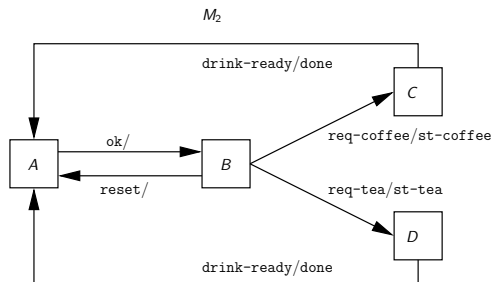 M₂
drink-ready/done
C
req-coffee/st-coffee
ok/
A
B
reset/
req-tea/st-tea
D
drink-ready/done